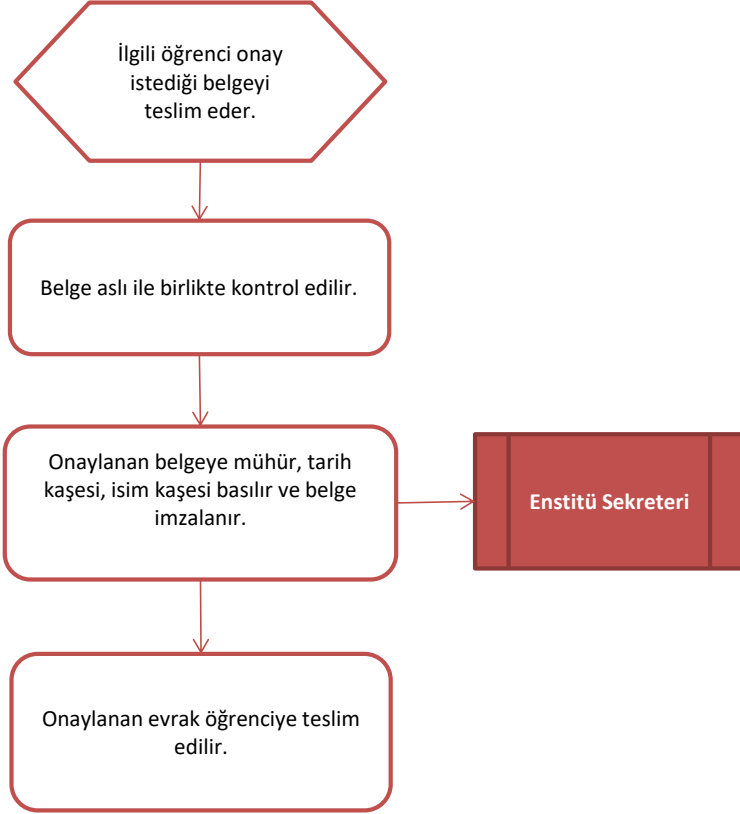 İlgili öğrenci onay
istediği belgeyi
teslim eder.
Belge aslı ile birlikte kontrol edilir.
Onaylanan belgeye mühür, tarih
kaşesi, isim kaşesi basılır ve belge
imzalanır.
Enstitü Sekreteri
Onaylanan evrak öğrenciye teslim
edilir.